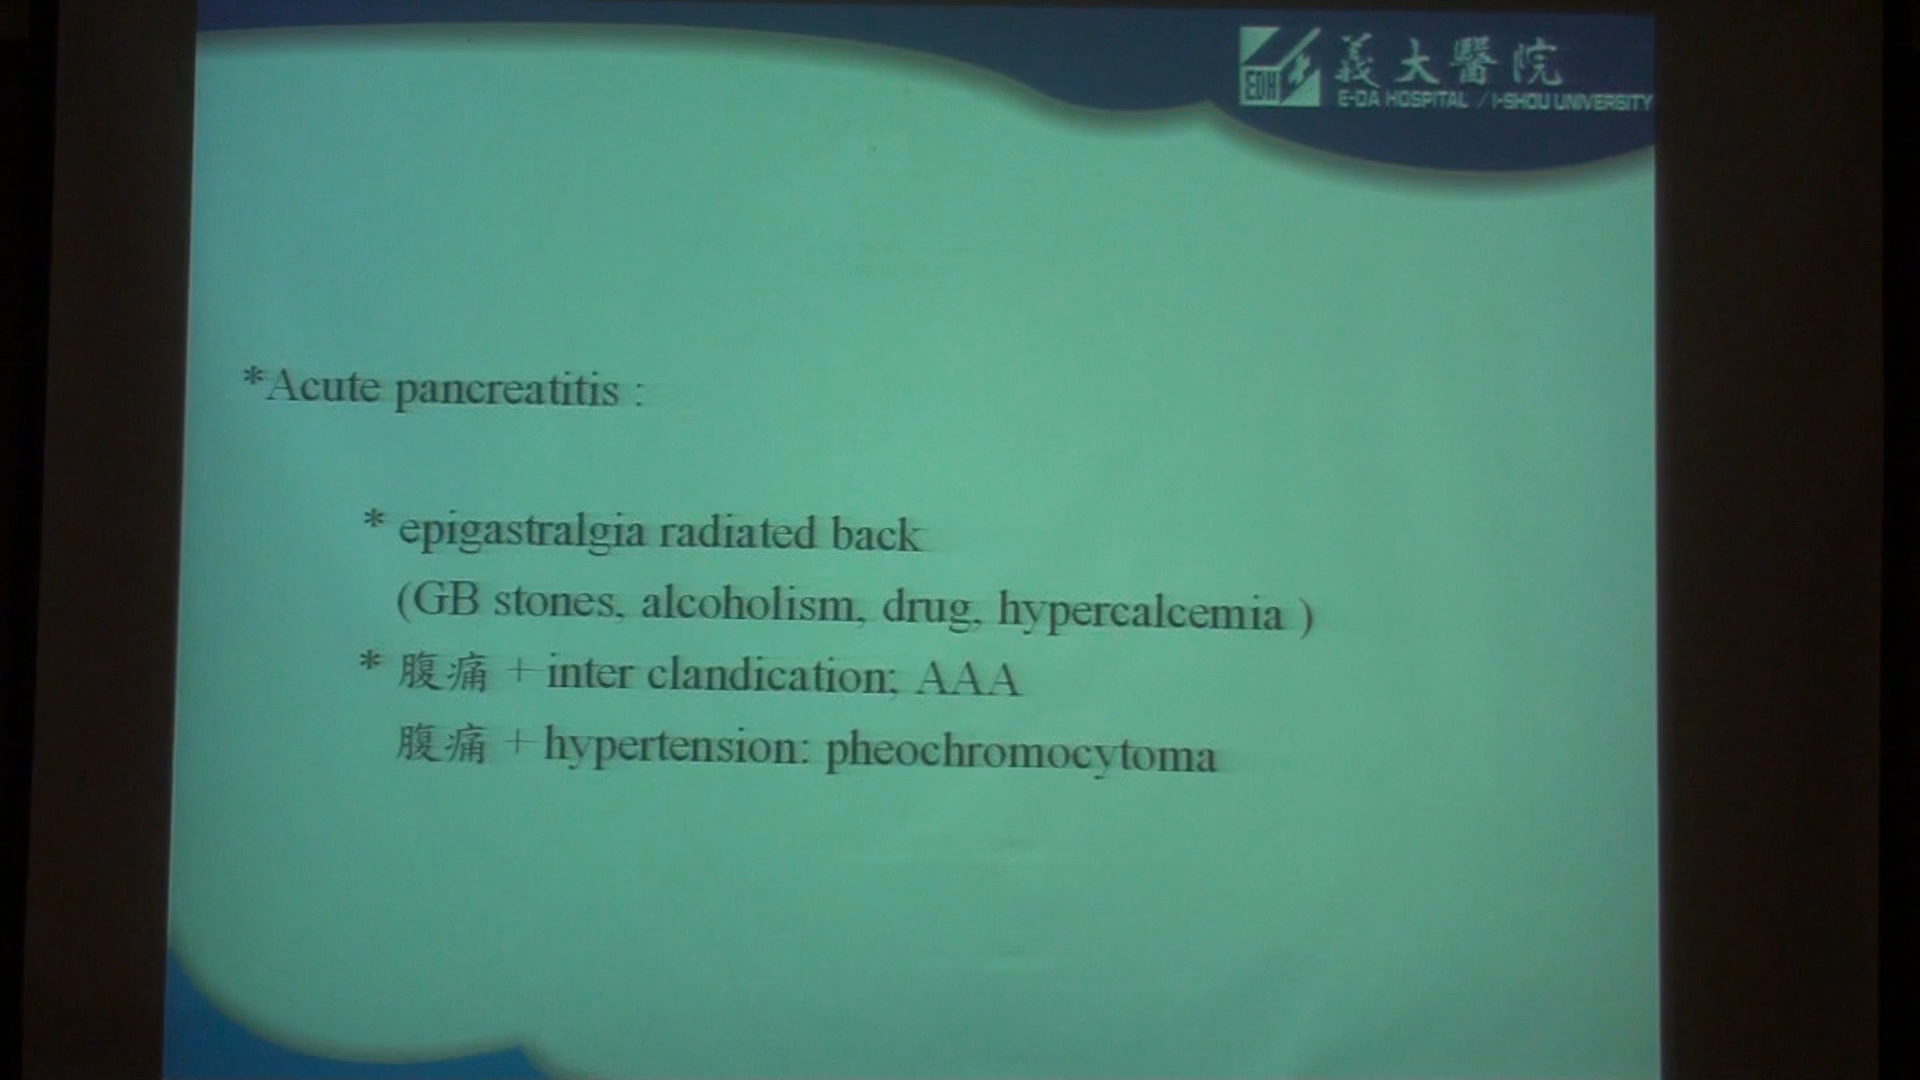 EDH 義大醫院
E-DA HOSPITAL / I-SHOU UNIVERSITY
*Acute pancreatitis :
* epigastralgia radiated back
(GB stones, alcoholism, drug, hypercalcemia )
* 腹痛 + inter clandication; AAA
腹痛 + hypertension: pheochromocytoma